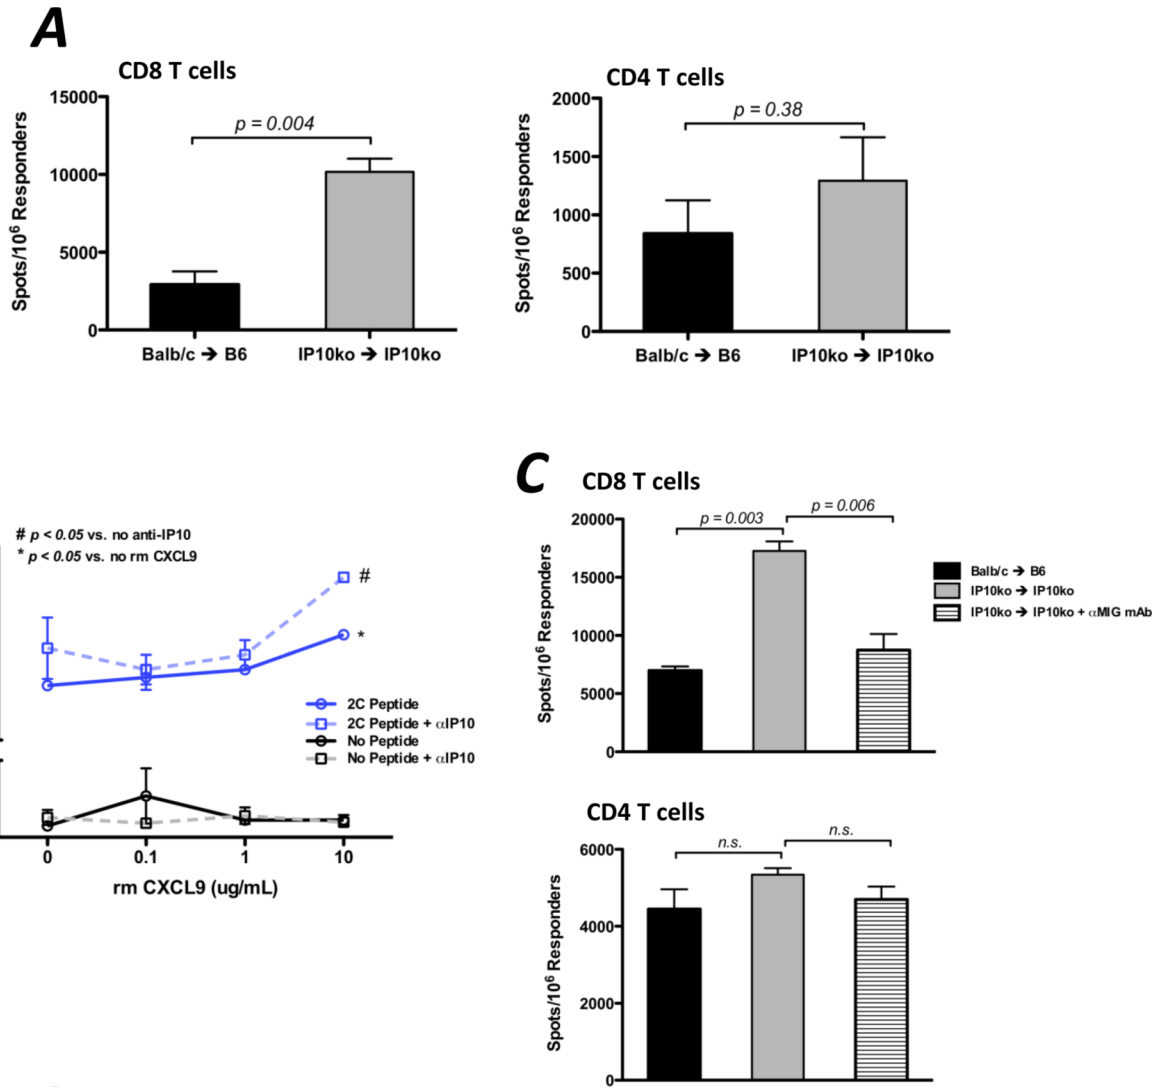 A
CD8 T cells
Spots/10⁶ Responders
15000
10000
5000
0
p = 0.004
Balb/c ➔ B6
IP10ko ➔ IP10ko
CD4 T cells
Spots/10⁶ Responders
2000
1500
1000
500
0
p = 0.38
Balb/c ➔ B6
IP10ko ➔ IP10ko
# p < 0.05 vs. no anti-IP10
* p < 0.05 vs. no rm CXCL9
#
*
2C Peptide
2C Peptide + αIP10
No Peptide
No Peptide + αIP10
0
0.1
1
10
rm CXCL9 (ug/mL)
C
CD8 T cells
Spots/10⁶ Responders
20000
15000
10000
5000
0
p = 0.003
p = 0.006
Balb/c ➔ B6
IP10ko ➔ IP10ko
IP10ko ➔ IP10ko + αMIG mAb
CD4 T cells
Spots/10⁶ Responders
6000
4000
2000
0
n.s.
n.s.